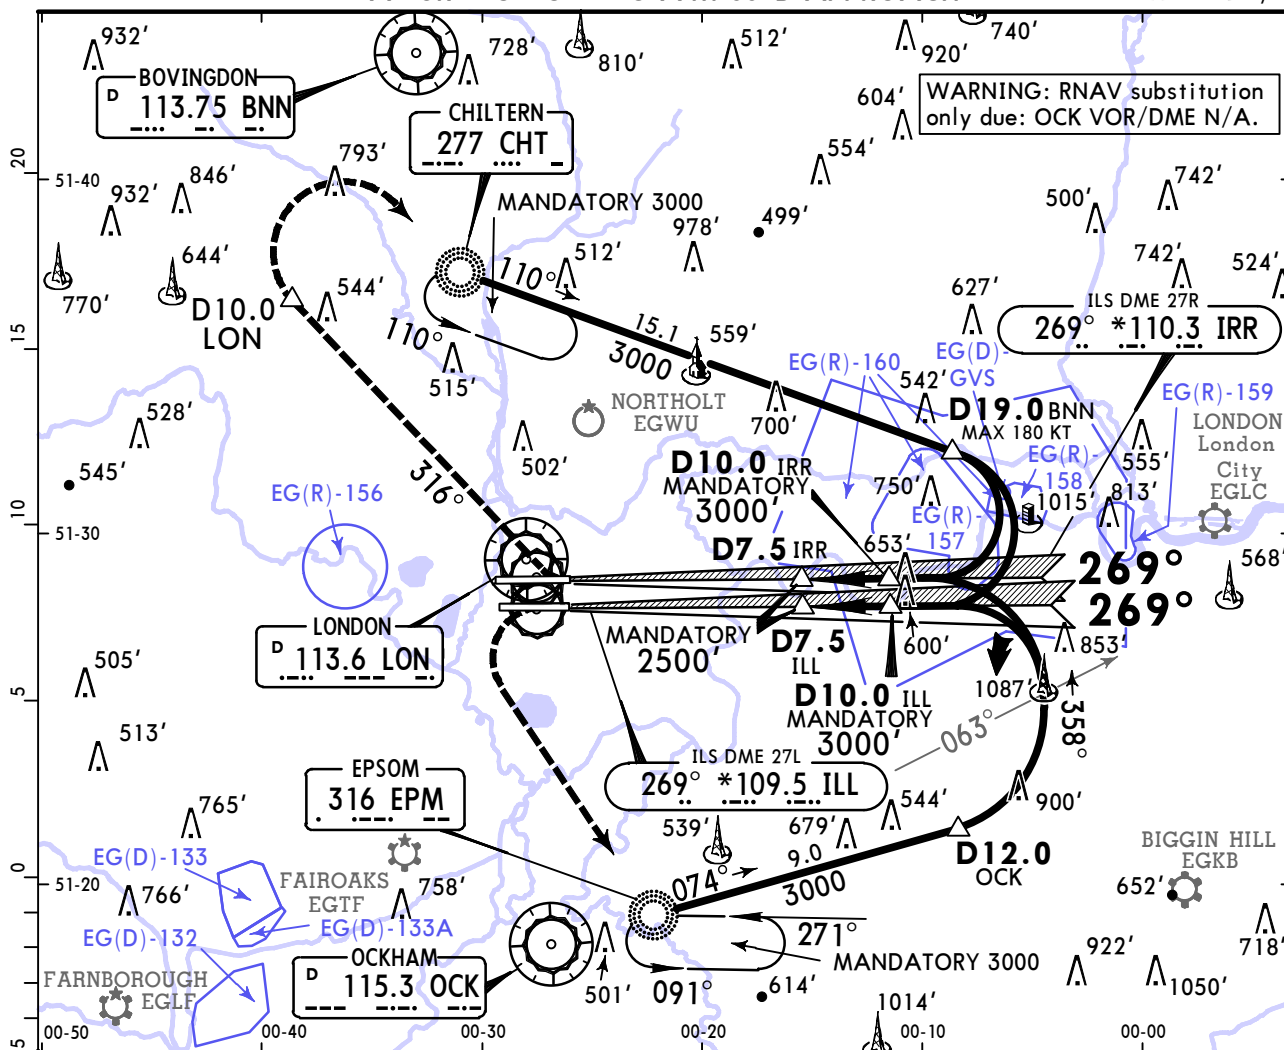 932'
BOVINGDON
D 113.75 BNN
728'
810'
512'
920'
740'
WARNING: RNAV substitution
only due: OCK VOR/DME N/A.
604'
CHILTERN
277 CHT
554'
20
51-40
793'
846'
932'
MANDATORY 3000
978'
499'
500'
742'
742'
524'
644'
770'
544'
512'
110°
D10.0
LON
627'
ILS DME 27R
269° *110.3 IRR
15
110°
15.1
3000
559'
515'
EG(R)-160
EG(D)-
GVS
542'
EG(R)-159
NORTHOLT
EGWU
700'
D19.0 BNN
MAX 180 KT
LONDON
London
City
EGLC
528'
545'
502'
316°
D10.0 IRR
MANDATORY
3000'
750'
EG(R)-
158
1015'
555'
813'
EG(R)-156
EG(R)-
157
10
51-30
D7.5 IRR
653'
269°
269°
568'
LONDON
D 113.6 LON
MANDATORY
2500'
D7.5
ILL
600'
853'
505'
1087'
D10.0 ILL
MANDATORY
3000'
063°
358°
5
513'
ILS DME 27L
269° *109.5 ILL
EPSOM
316 EPM
765'
539'
679'
544'
900'
9.0
074°
3000
D12.0
OCK
BIGGIN HILL
EGKB
652'
0
51-20
EG(D)-133
766'
FAIROAKS
EGTF
758'
EG(D)-133A
EG(D)-132
271°
718'
OCKHAM
D 115.3 OCK
MANDATORY 3000
922'
1050'
FARNBOROUGH
EGLF
501'
091°
614'
1014'
5
00-50
00-40
00-30
00-20
00-10
00-00